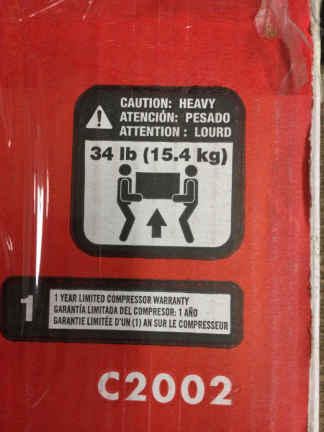 CAUTION: HEAVY
ATENCIÓN: PESADO
ATTENTION : LOURD
34 lb (15.4 kg)
1
1 YEAR LIMITED COMPRESSOR WARRANTY
GARANTÍA LIMITADA DEL COMPRESOR: 1 AÑO
GARANTIE LIMITÉE D'UN (1) AN SUR LE COMPRESSEUR
C2002